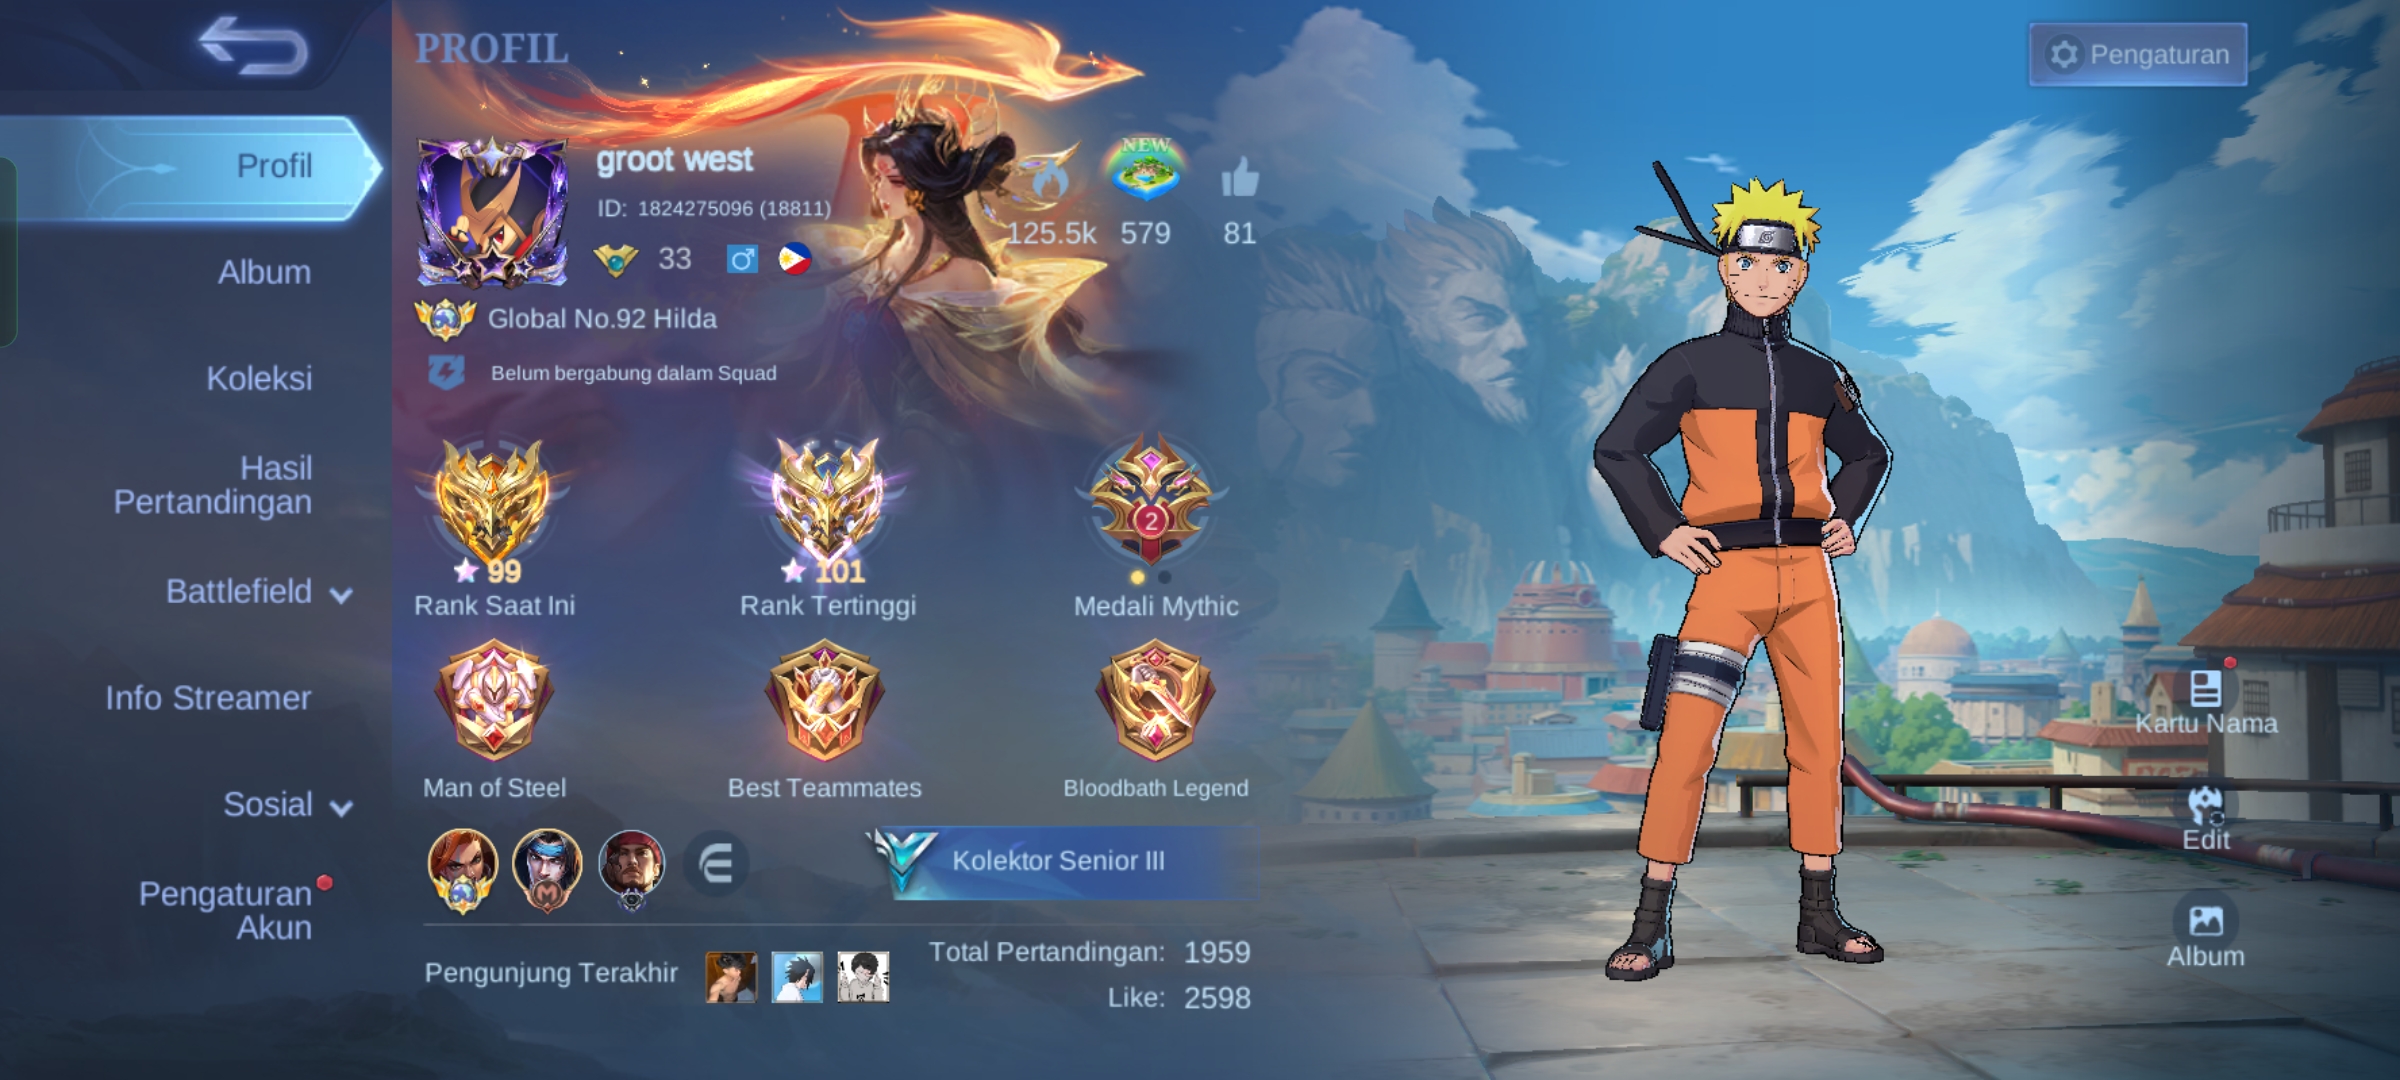 PROFIL
Pengaturan
Profil
Album
Koleksi
Hasil
Pertandingan
Battlefield
Info Streamer
Sosial
Pengaturan
Akun
groot west
ID: 1824275096 (18811)
33
125.5k
NEW
579
81
Global No.92 Hilda
Belum bergabung dalam Squad
99
Rank Saat Ini
101
Rank Tertinggi
2
Medali Mythic
Man of Steel
Best Teammates
Bloodbath Legend
M
Kolektor Senior III
Pengunjung Terakhir
Total Pertandingan: 1959
Like: 2598
Kartu Nama
Edit
Album